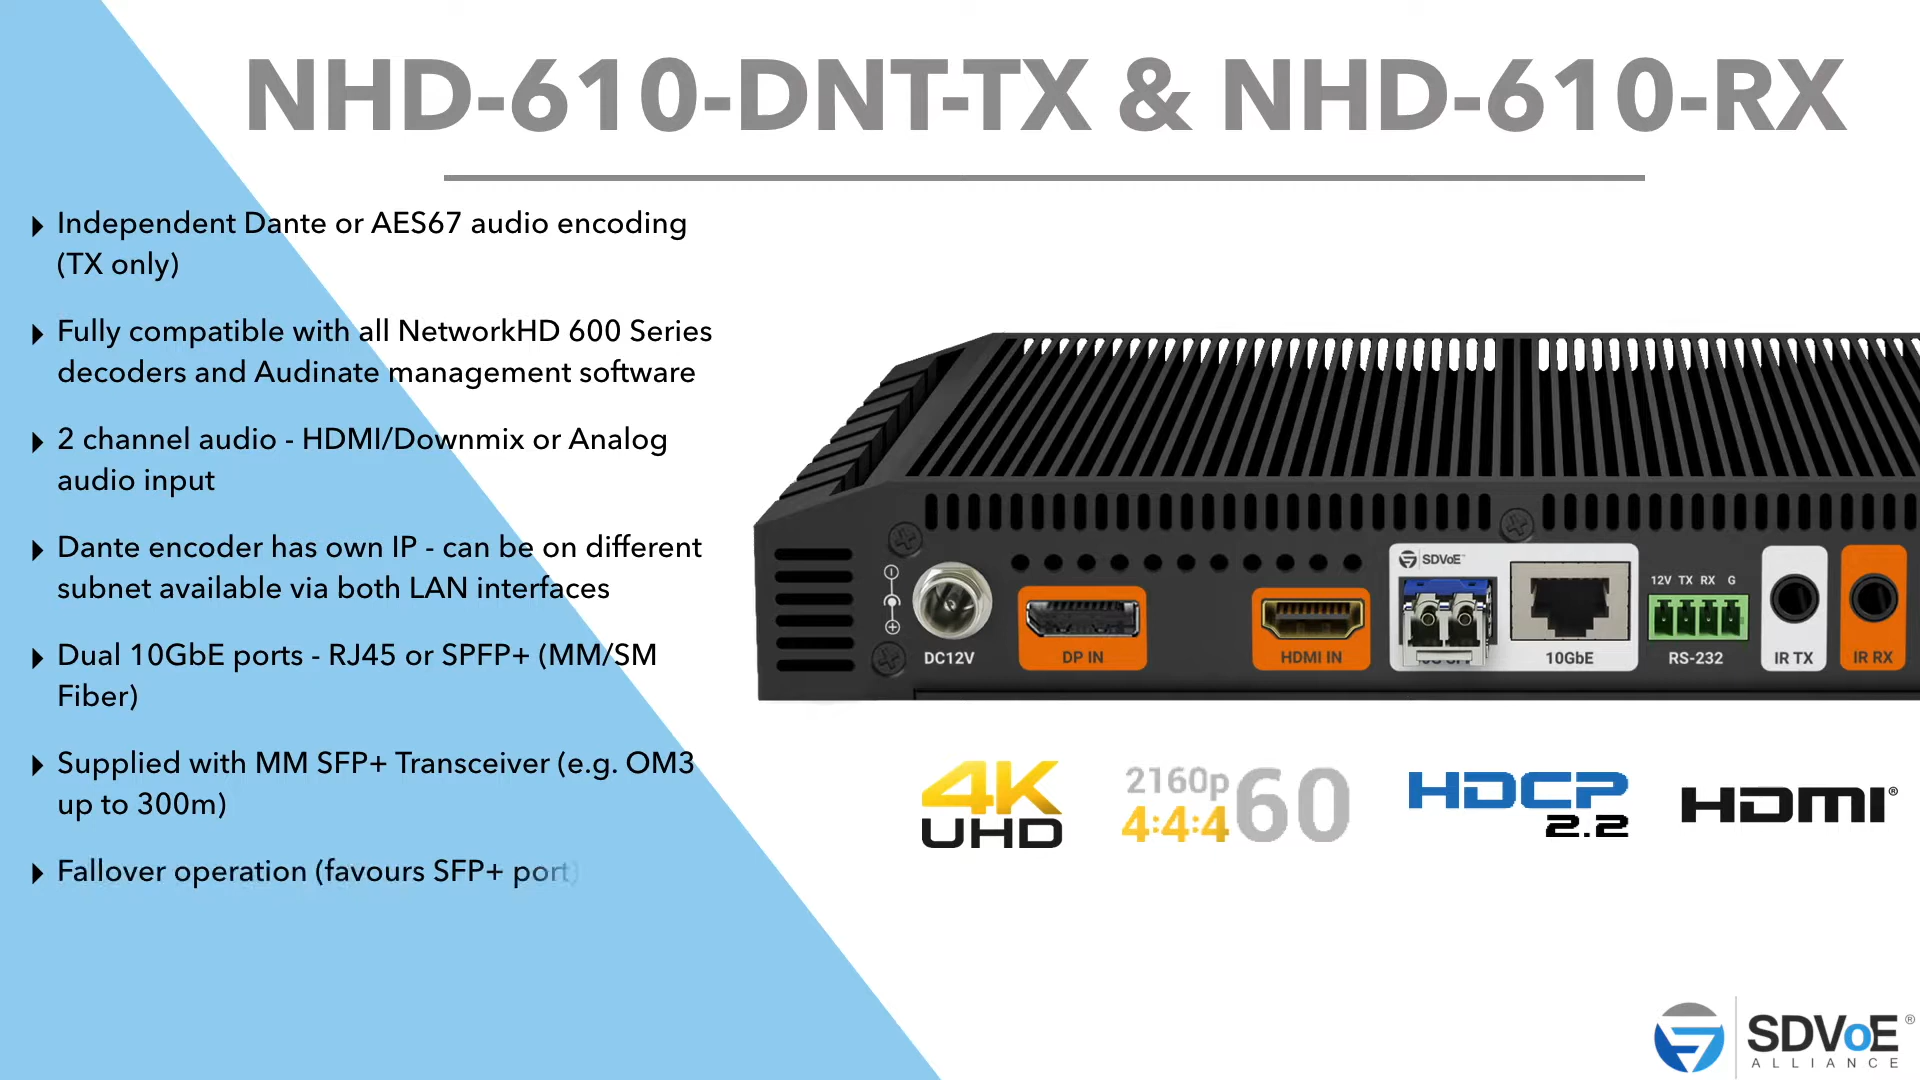 NHD-610-DNT-TX & NHD-610-RX
Independent Dante or AES67 audio encoding
(TX only)
Fully compatible with all NetworkHD 600 Series
decoders and Audinate management software
2 channel audio - HDMI/Downmix or Analog
audio input
Dante encoder has own IP - can be on different
subnet available via both LAN interfaces
Dual 10GbE ports - RJ45 or SPFP+ (MM/SM
Fiber)
Supplied with MM SFP+ Transceiver (e.g. OM3
up to 300m)
Fallover operation (favours SFP+ port)
SDVoE™
12V TX RX G
DC12V
DP IN
HDMI IN
10GbE
RS-232
IR TX
IR RX
4K
UHD
2160p
4:4:4
60
HDCP
2.2
HDMI®
SDVoE®
ALLIANCE